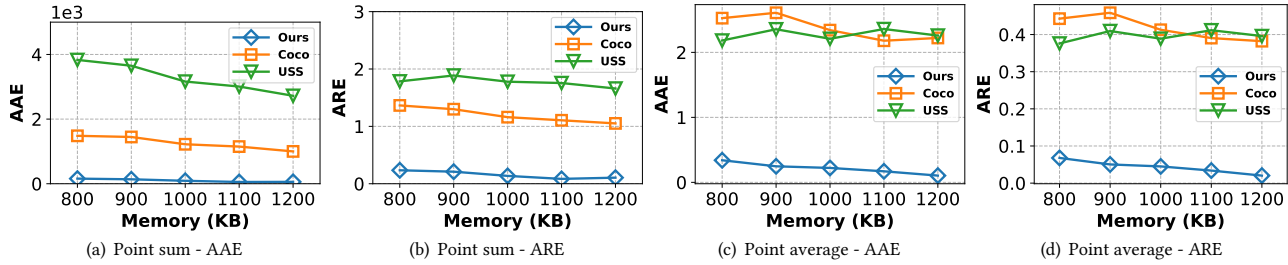 1e3
AAE
4k
2k
0
Ours
Coco
USS
800 900 1000 1100 1200
Memory (KB)
(a) Point sum - AAE
ARE
3
2
1
0
Ours
Coco
USS
800 900 1000 1100 1200
Memory (KB)
(b) Point sum - ARE
AAE
2
1
0
Ours
Coco
USS
800 900 1000 1100 1200
Memory (KB)
(c) Point average - AAE
ARE
0.4
0.3
0.2
0.1
0.0
Ours
Coco
USS
800 900 1000 1100 1200
Memory (KB)
(d) Point average - ARE